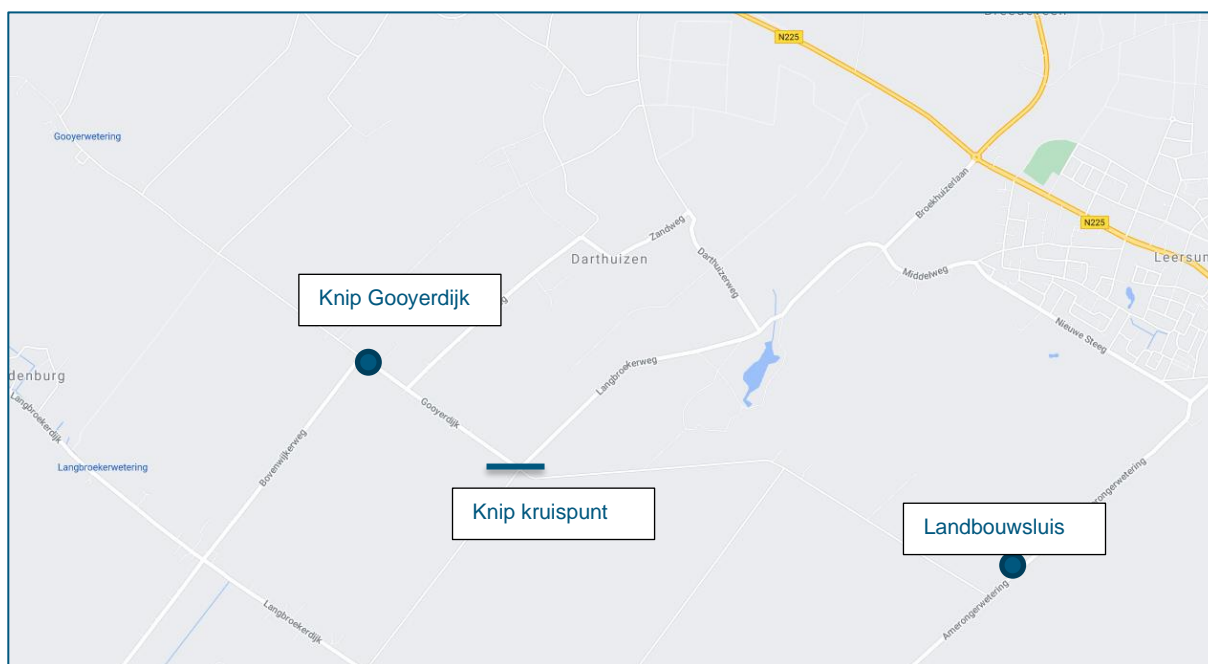 N225
Gooyerwetering
Broekhuizerlaan
N225
Zandweg
Darthuizen
Leersum
Darthuizerweg
Middelweg
Knip Gooyerdijk
Nieuwe Steeg
Langbroekerweg
denburg
Langbroekerdijk
Gooyerdijk
Bovenwijkerweg
Langbroekerwetering
Knip kruispunt
Landbouwsluis
Langbroekerdijk
Amerongerwetering